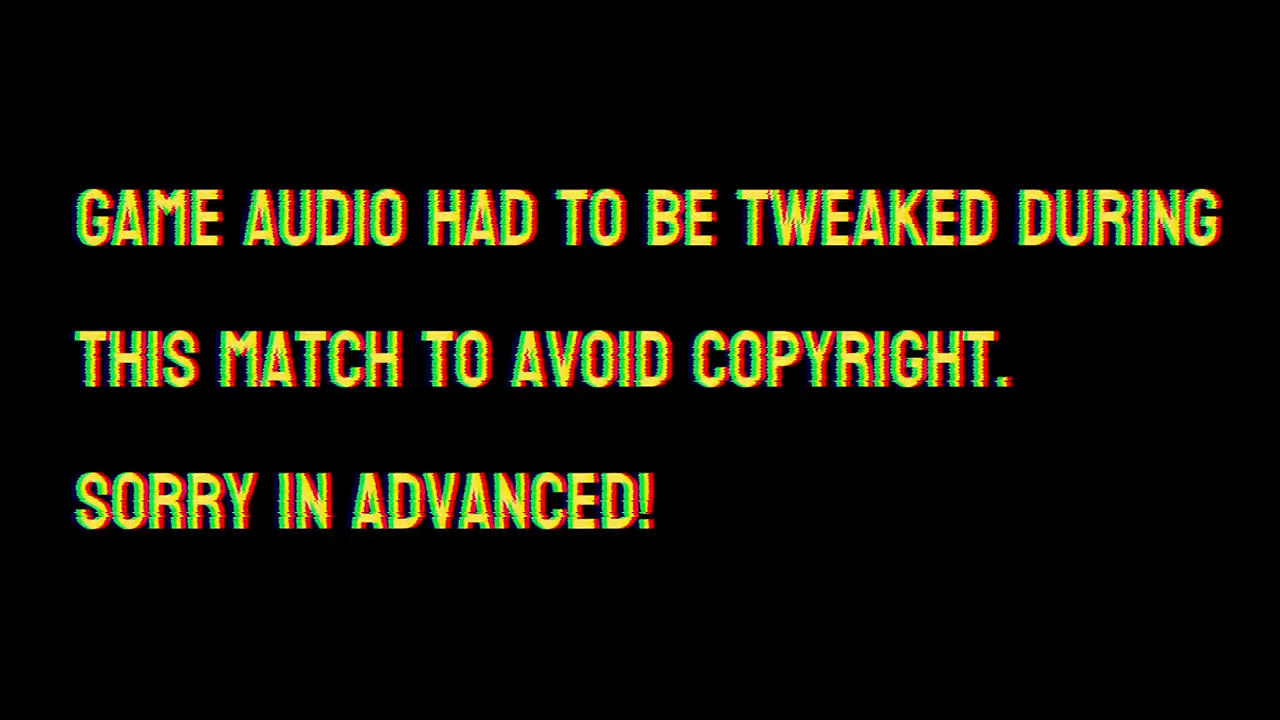 GAME AUDIO HAD TO BE TWEAKED DURING
THIS MATCH TO AVOID COPYRIGHT.
SORRY IN ADVANCED!